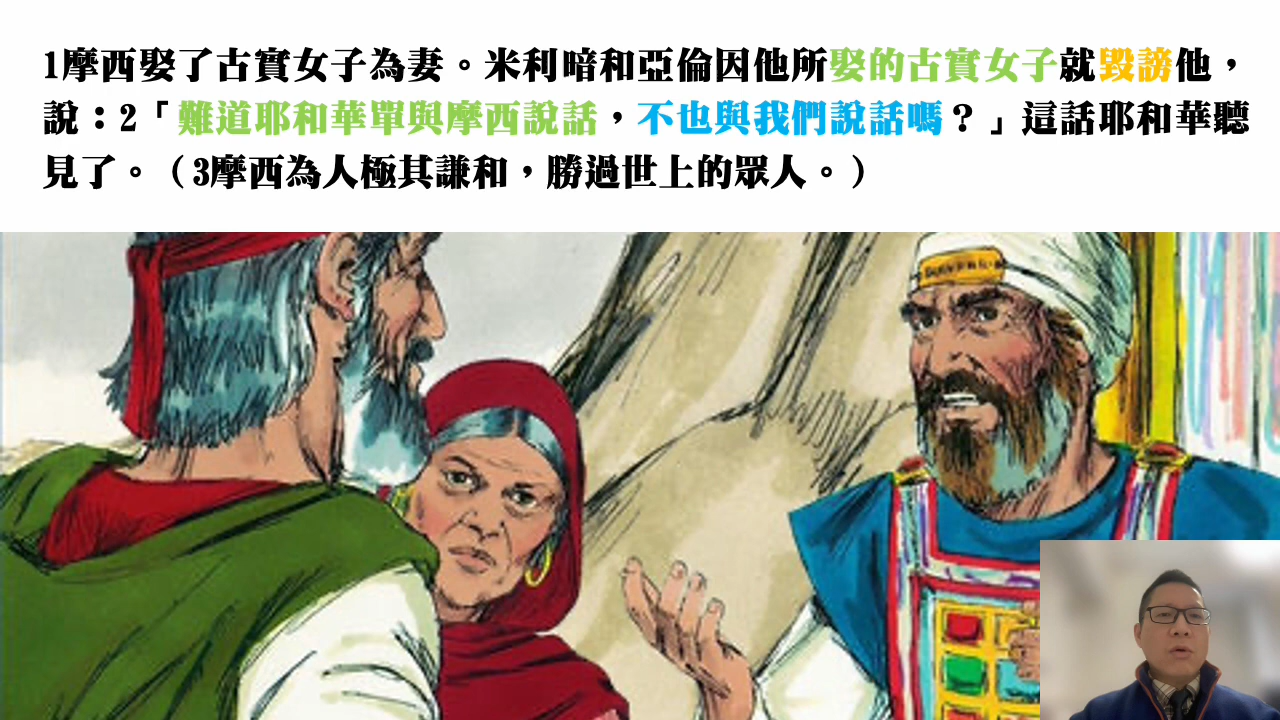 1摩西娶了古實女子為妻。米利暗和亞倫因他所娶的古實女子就毀謗他，
說：2「難道耶和華單與摩西說話，不也與我們說話嗎？」這話耶和華聽
見了。（3摩西為人極其謙和，勝過世上的眾人。）